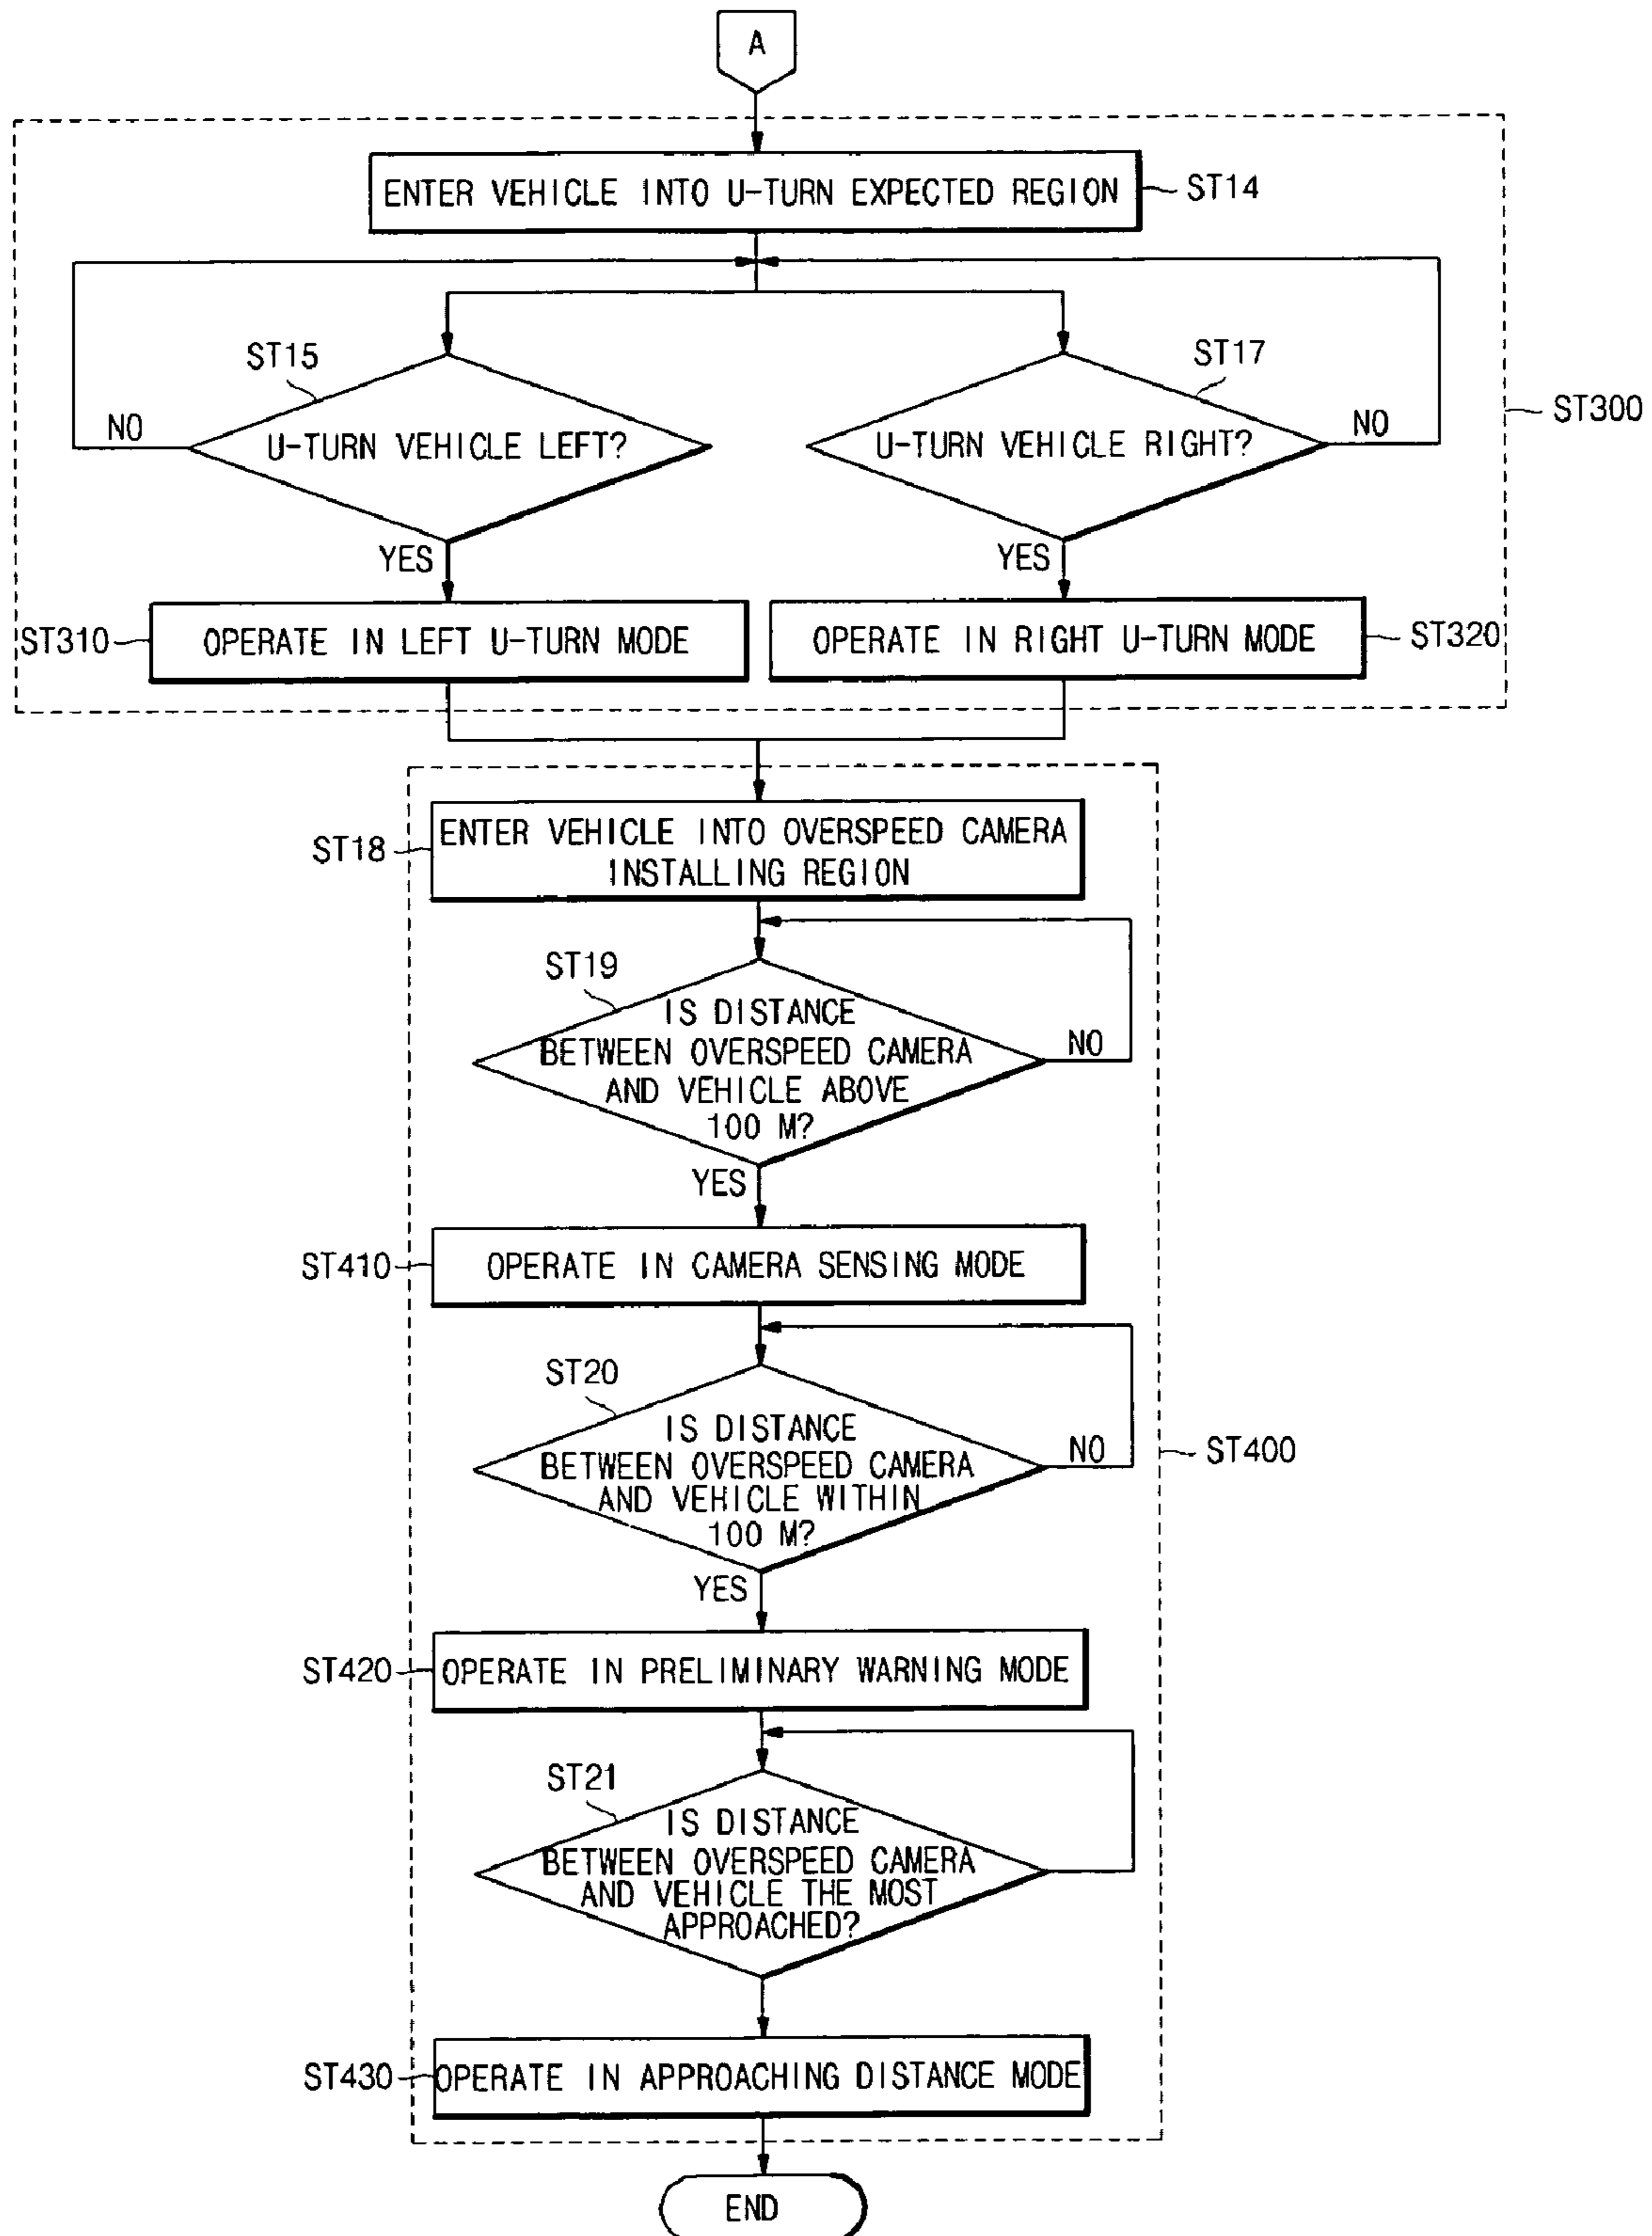 A
ENTER VEHICLE INTO U-TURN EXPECTED REGION
ST14
ST15
ST17
NO
U-TURN VEHICLE LEFT?
U-TURN VEHICLE RIGHT?
NO
ST300
YES
YES
ST310
OPERATE IN LEFT U-TURN MODE
OPERATE IN RIGHT U-TURN MODE
ST320
ST18
ENTER VEHICLE INTO OVERSPEED CAMERA
INSTALLING REGION
ST19
IS DISTANCE
BETWEEN OVERSPEED CAMERA
AND VEHICLE ABOVE
100 M?
NO
YES
ST410
OPERATE IN CAMERA SENSING MODE
ST20
IS DISTANCE
BETWEEN OVERSPEED CAMERA
AND VEHICLE WITHIN
100 M?
NO
ST400
YES
ST420
OPERATE IN PRELIMINARY WARNING MODE
ST21
IS DISTANCE
BETWEEN OVERSPEED CAMERA
AND VEHICLE THE MOST
APPROACHED?
ST430
OPERATE IN APPROACHING DISTANCE MODE
END